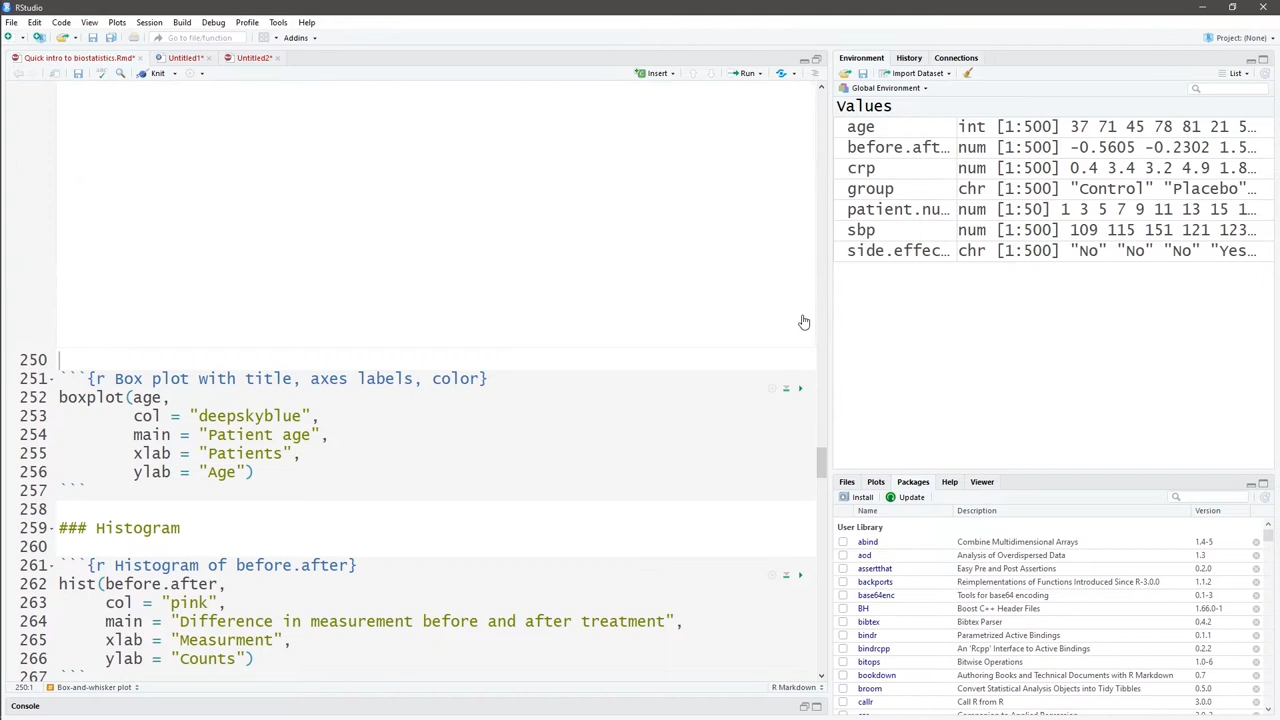 RStudio
File Edit Code View Plots Session Build Debug Profile Tools Help
Go to file/function Addins Project: (None)
Quick intro to biostatistics.Rmd* Untitled1* Untitled2*
Knit Insert Run
250
251 ```{r Box plot with title, axes labels, color}
252 boxplot(age,
253 col = "deepskyblue",
254 main = "Patient age",
255 xlab = "Patients",
256 ylab = "Age")
257 ```
258
259 ### Histogram
260
261 ```{r Histogram of before.after}
262 hist(before.after,
263 col = "pink",
264 main = "Difference in measurement before and after treatment",
265 xlab = "Measurment",
266 ylab = "Counts")
267 ```
250:1 Box-and-whisker plot R Markdown
Console
Environment History Connections
Import Dataset List
Global Environment
Values
age int [1:500] 37 71 45 78 81 21 5…
before.aft… num [1:500] -0.5605 -0.2302 1.5…
crp num [1:500] 0.4 3.4 3.2 4.9 1.8…
group chr [1:500] "Control" "Placebo"…
patient.nu… num [1:50] 1 3 5 7 9 11 13 15 1…
sbp num [1:500] 109 115 151 121 123…
side.effec… chr [1:500] "No" "No" "No" "Yes…
Files Plots Packages Help Viewer
Install Update
Name Description Version
User Library
abind Combine Multidimensional Arrays 1.4-5
aod Analysis of Overdispersed Data 1.3
assertthat Easy Pre and Post Assertions 0.2.0
backports Reimplementations of Functions Introduced Since R-3.0.0 1.1.2
base64enc Tools for base64 encoding 0.1-3
BH Boost C++ Header Files 1.66.0-1
bibtex Bibtex Parser 0.4.2
bindr Parametrized Active Bindings 0.1.1
bindrcpp An 'Rcpp' Interface to Active Bindings 0.2.2
bitops Bitwise Operations 1.0-6
bookdown Authoring Books and Technical Documents with R Markdown 0.7
broom Convert Statistical Analysis Objects into Tidy Tibbles 0.5.0
callr Call R from R 3.0.0